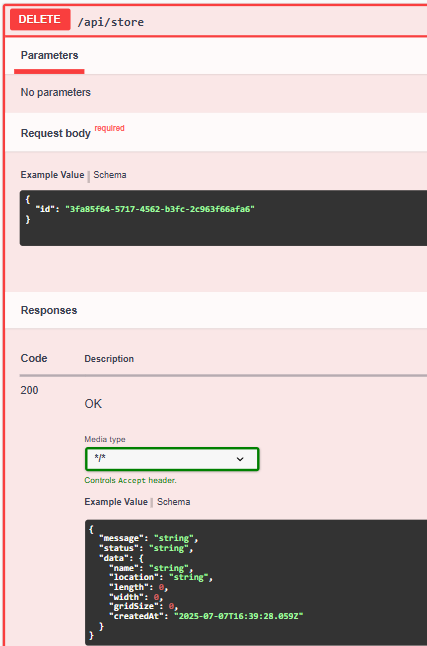 DELETE /api/store
Parameters
No parameters
Request body required
Example Value | Schema
{
  "id": "3fa85f64-5717-4562-b3fc-2c963f66afa6"
}
Responses
Code Description
200
OK
Media type
*/*
Controls Accept header.
Example Value | Schema
{
  "message": "string",
  "status": "string",
  "data": {
    "name": "string",
    "location": "string",
    "length": 0,
    "width": 0,
    "gridSize": 0,
    "createdAt": "2025-07-07T16:39:28.059Z"
  }
}